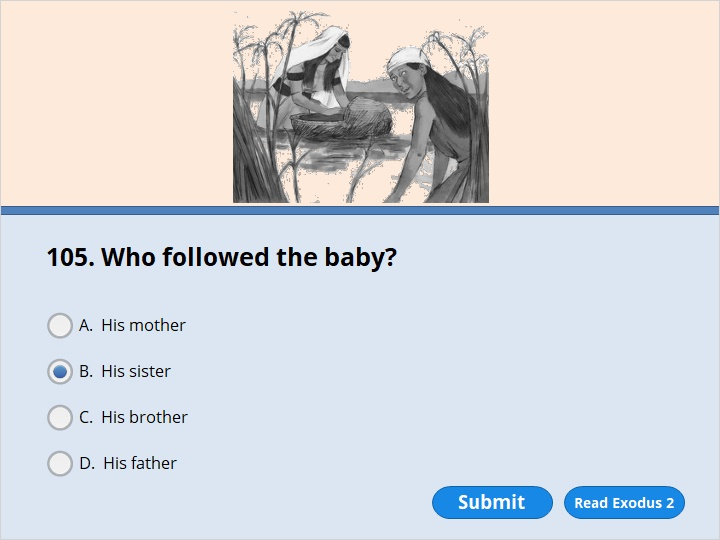 105. Who followed the baby?
A. His mother
B. His sister
C. His brother
D. His father
Submit
Read Exodus 2